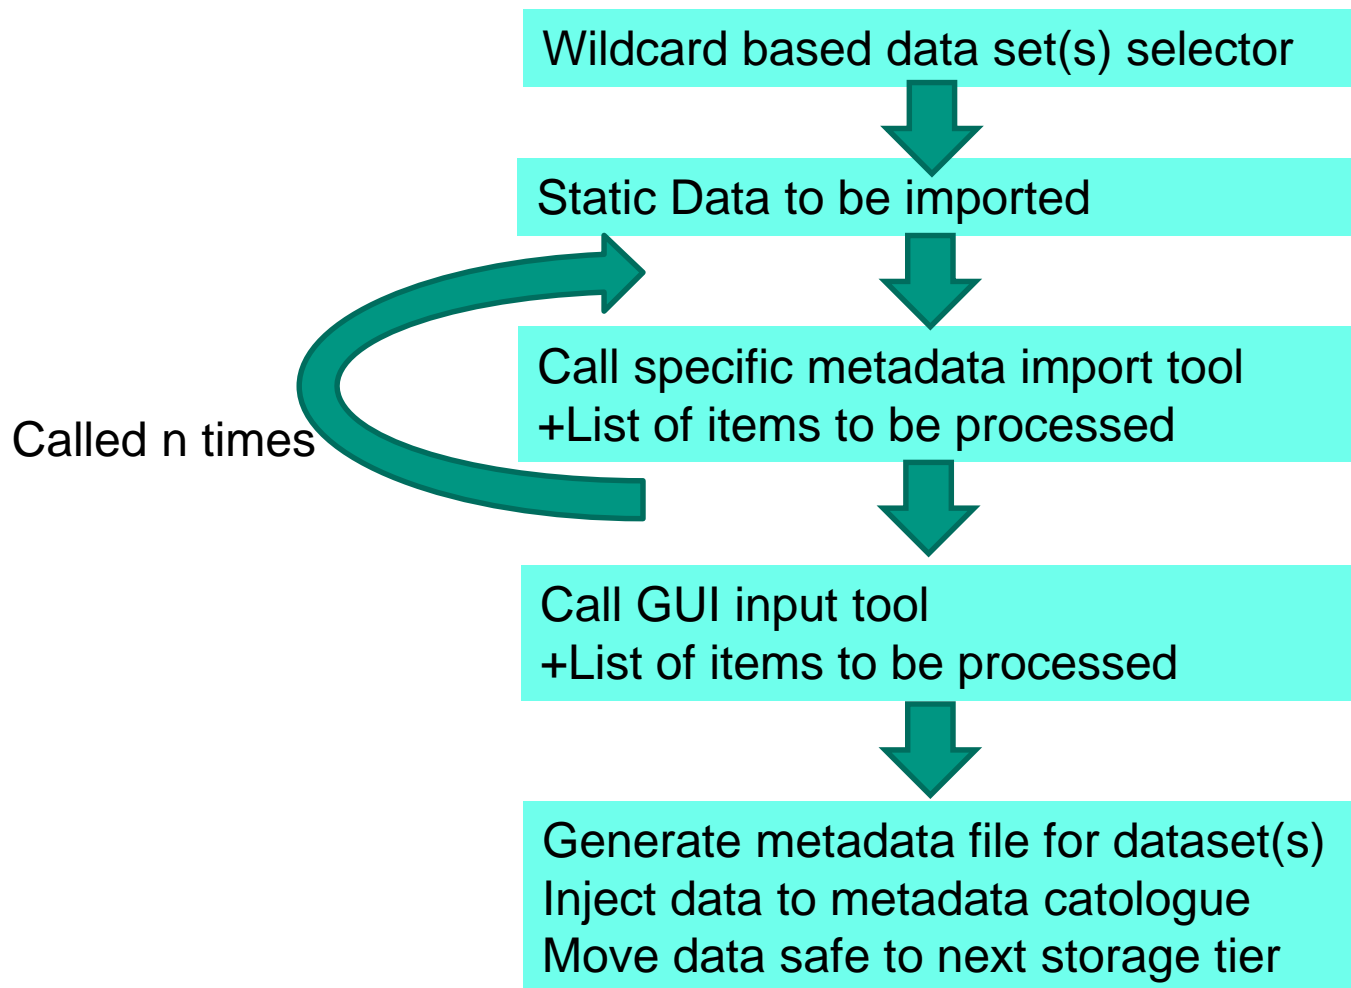 Wildcard based data set(s) selector
Static Data to be imported
Call specific metadata import tool
+List of items to be processed
Called n times
Call GUI input tool
+List of items to be processed
Generate metadata file for dataset(s)
Inject data to metadata catologue
Move data safe to next storage tier